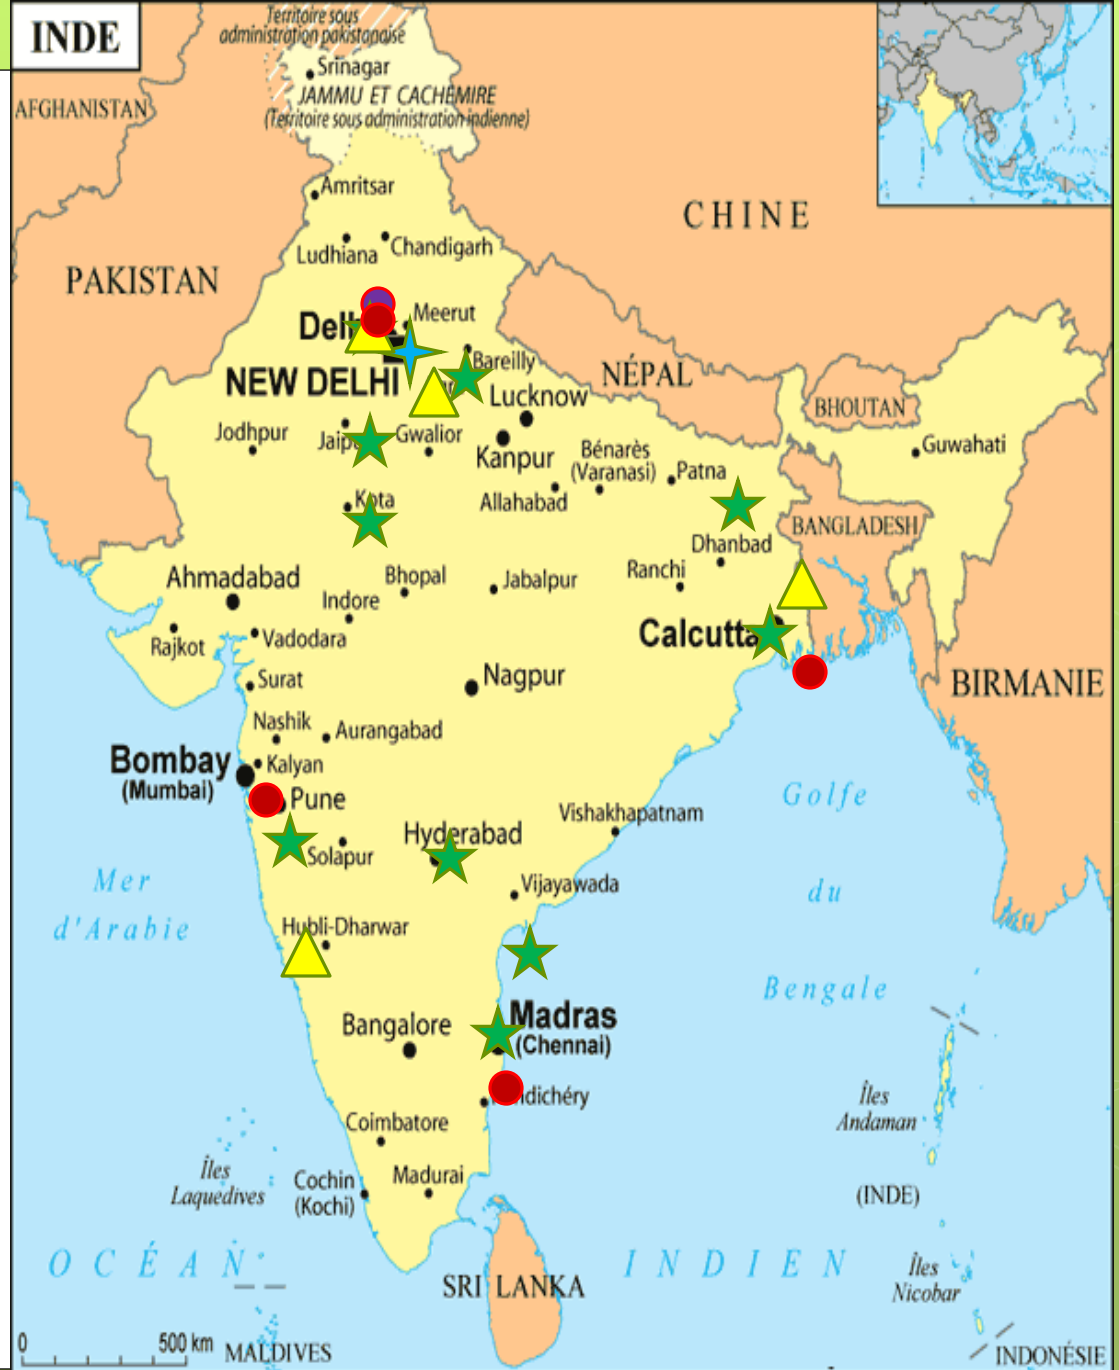 INDE
Territoire sous
administration pakistanaise
Srinagar
JAMMU ET CACHEMIRE
(Territoire sous administration indienne)
AFGHANISTAN
Amritsar
CHINE
Ludhiana
Chandigarh
PAKISTAN
Meerut
NEW DELHI
Bareilly
NÉPAL
Lucknow
BHOUTAN
Jodhpur
Gwalior
Kanpur
Bénarès
(Varanasi)
Patna
Guwahati
Kota
Allahabad
BANGLADESH
Dhanbad
Ahmadabad
Bhopal
Jabalpur
Ranchi
Indore
Rajkot
Vadodara
Calcutta
Surat
Nagpur
BIRMANIE
Nashik
Aurangabad
Bombay
(Mumbai)
Kalyan
Pune
Golfe
Vishakhapatnam
Hyderabad
Solapur
Mer
d'Arabie
Vijayawada
du
Hubli-Dharwar
Bengale
Bangalore
Madras
(Chennai)
Îles
Andaman
Coimbatore
Îles
Laquedives
Cochin
(Kochi)
Madurai
(INDE)
OCÉAN
INDIEN
Îles
Nicobar
SRI LANKA
0
500 km
MALDIVES
INDONÉSIE